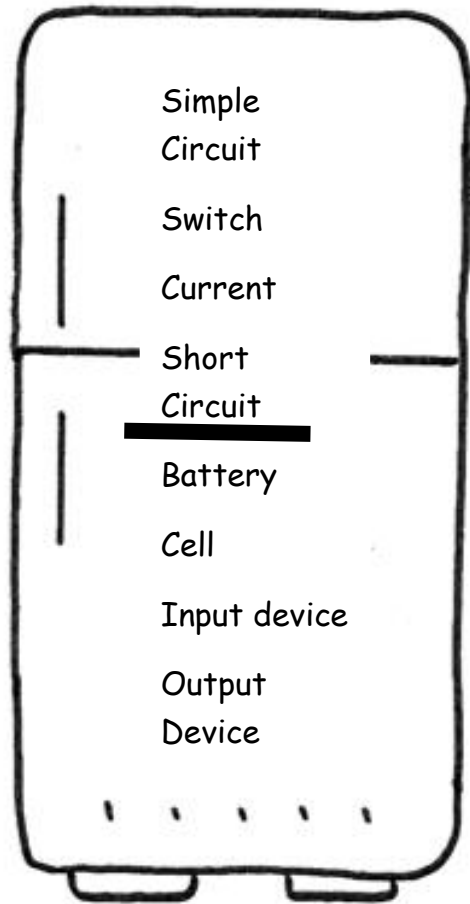 Simple
Circuit
Switch
Current
Short
Circuit
Battery
Cell
Input device
Output
Device